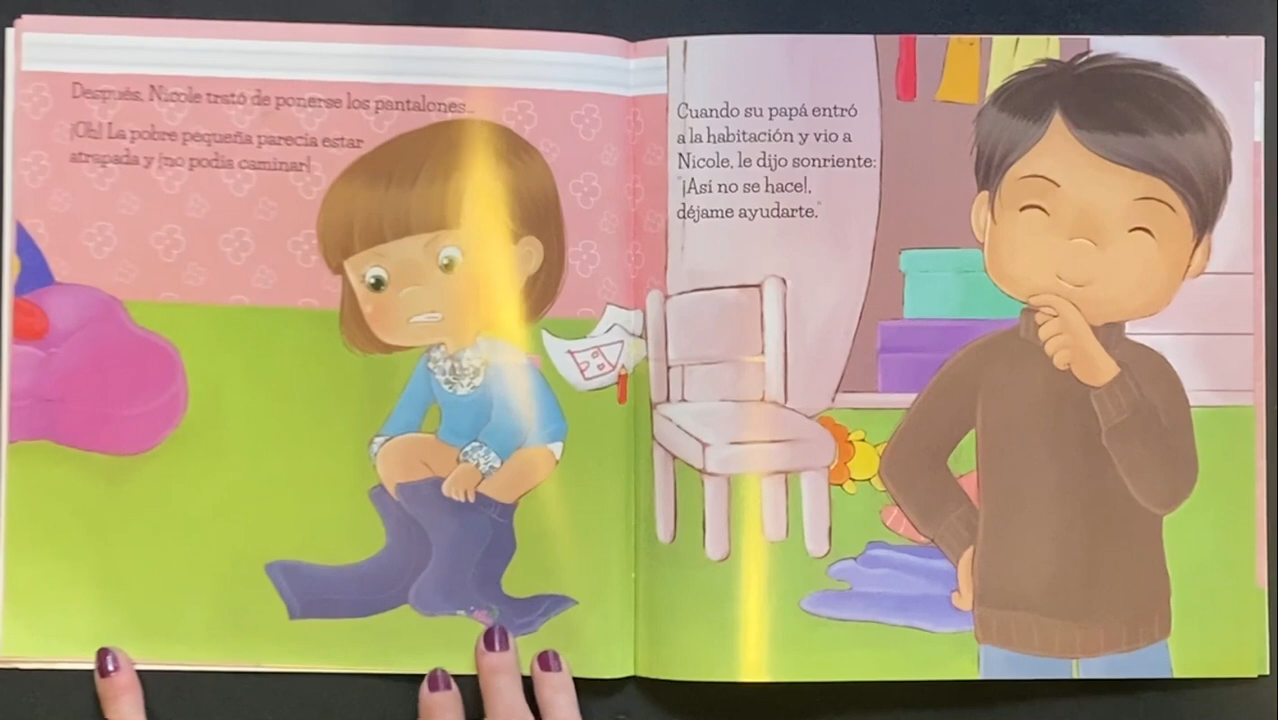 Después, Nicole trató de ponerse los pantalones...
¡Oh! La pobre pequeña parecía estar
atrapada y ¡no podía caminar!
Cuando su papá entró
a la habitación y vio a
Nicole, le dijo sonriente:
"¡Así no se hace!,
déjame ayudarte."